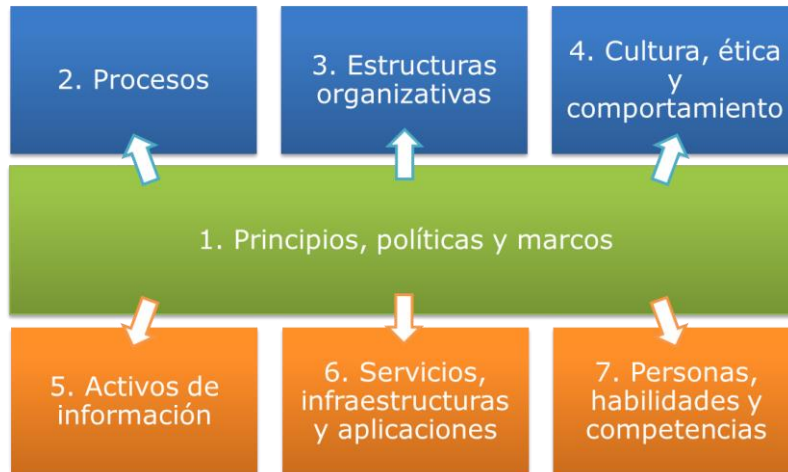 2. Procesos
3. Estructuras
organizativas
4. Cultura, ética
y
comportamiento
1. Principios, políticas y marcos
5. Activos de
información
6. Servicios,
infraestructuras
y aplicaciones
7. Personas,
habilidades y
competencias